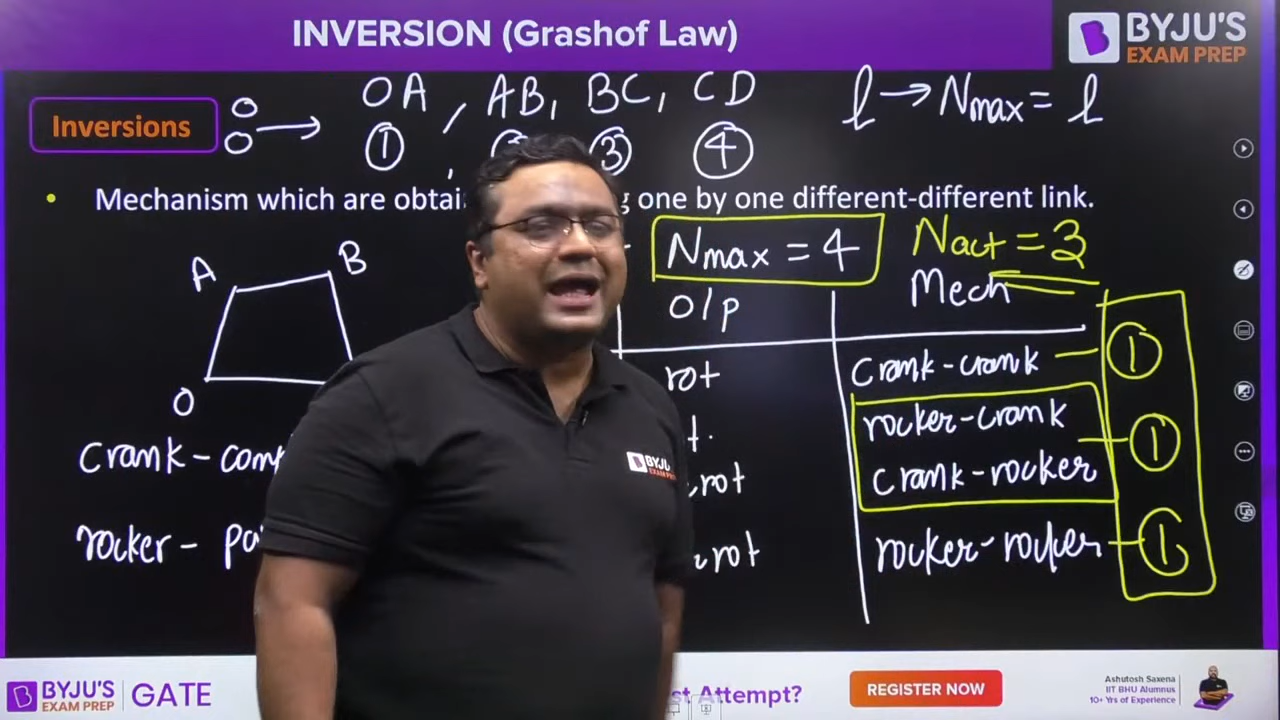 INVERSION (Grashof Law)
BYJU'S
EXAM PREP
Inversions
OA, AB, BC, CD
l → Nmax = l
1 3 4
Mechanism which are one by one different-different link.
Nmax = 4
Nact = 3
A
B
O
o/p
Mech
rot
crank-crank 1
rocker-crank
1
crank-rocker
crank-
rot
rocker-
rot
rocker-rocker 1
BYJU'S
EXAM PREP
GATE
Attempt?
REGISTER NOW
Ashutosh Saxena
IIT BHU Alumnus
10+ Yrs of Experience